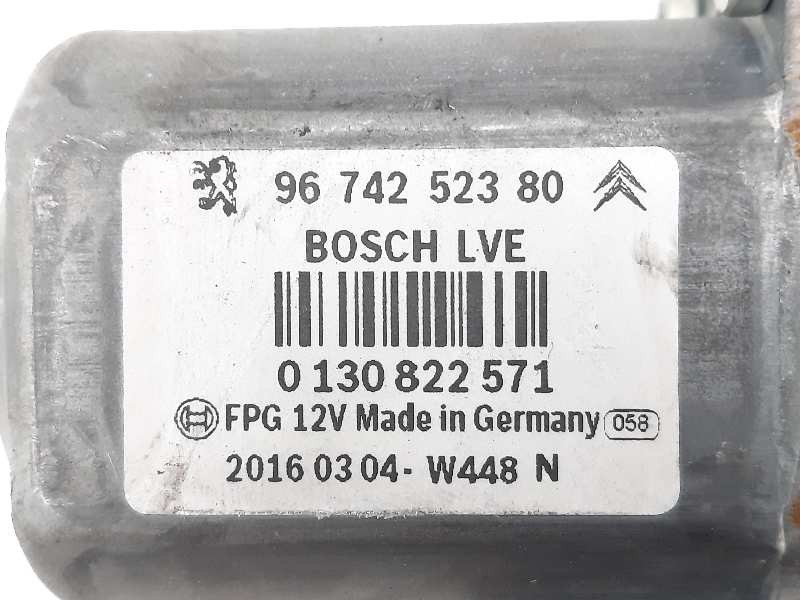 96 742 523 80
BOSCH LVE
0 130 822 571
FPG 12V Made in Germany 058
2016 03 04- W448 N